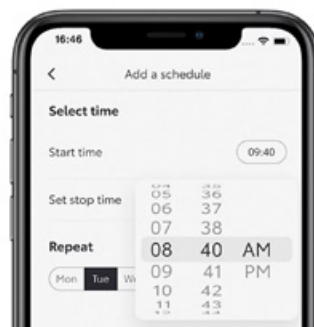 16:46
Add a schedule
Select time
Start time 09:40
Set stop time
05 36
06 37
07 38
08 40 AM
09 41 PM
10 42
11 43
Repeat
Mon Tue